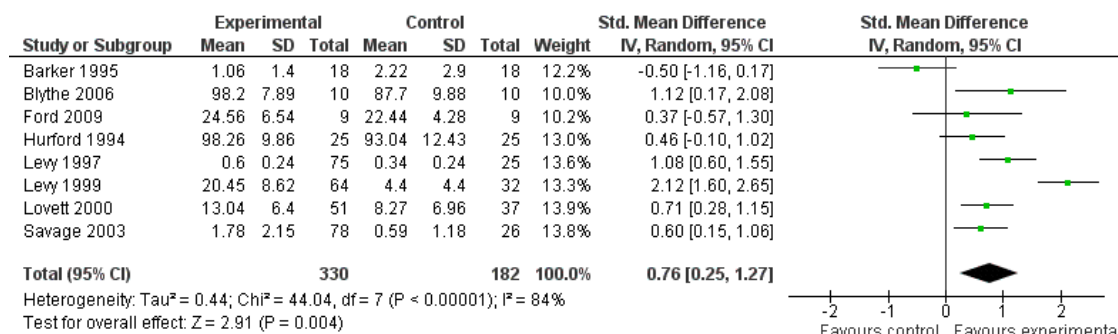 Experimental Control Std. Mean Difference Std. Mean Difference
Study or Subgroup Mean SD Total Mean SD Total Weight IV, Random, 95% CI IV, Random, 95% CI
Barker 1995 1.06 1.4 18 2.22 2.9 18 12.2% -0.50 [-1.16, 0.17]
Blythe 2006 98.2 7.89 10 87.7 9.88 10 10.0% 1.12 [0.17, 2.08]
Ford 2009 24.56 6.54 9 22.44 4.28 9 10.2% 0.37 [-0.57, 1.30]
Hurford 1994 98.26 9.86 25 93.04 12.43 25 13.0% 0.46 [-0.10, 1.02]
Levy 1997 0.6 0.24 75 0.34 0.24 25 13.6% 1.08 [0.60, 1.55]
Levy 1999 20.45 8.62 64 4.4 4.4 32 13.3% 2.12 [1.60, 2.65]
Lovett 2000 13.04 6.4 51 8.27 6.96 37 13.9% 0.71 [0.28, 1.15]
Savage 2003 1.78 2.15 78 0.59 1.18 26 13.8% 0.60 [0.15, 1.06]
Total (95% CI) 330 182 100.0% 0.76 [0.25, 1.27]
Heterogeneity: Tau² = 0.44; Chi² = 44.04, df = 7 (P < 0.00001); I² = 84%
Test for overall effect: Z = 2.91 (P = 0.004)
-2 -1 0 1 2
Favours control Favours experimenta